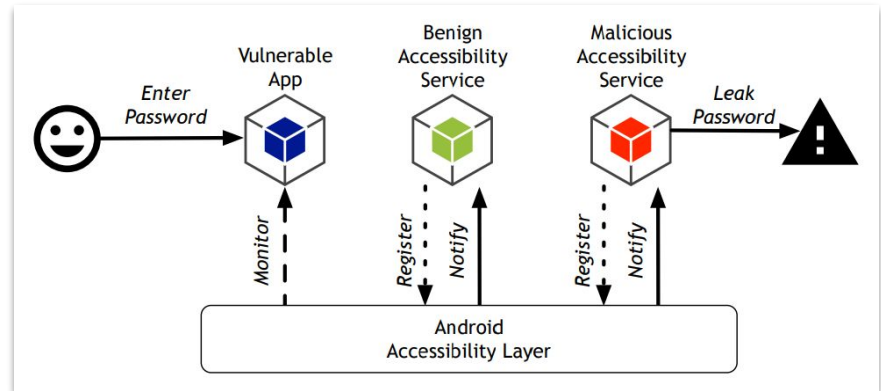 Vulnerable
App
Benign
Accessibility
Service
Malicious
Accessibility
Service
Enter
Password
Leak
Password
Monitor
Register
Notify
Register
Notify
Android
Accessibility Layer